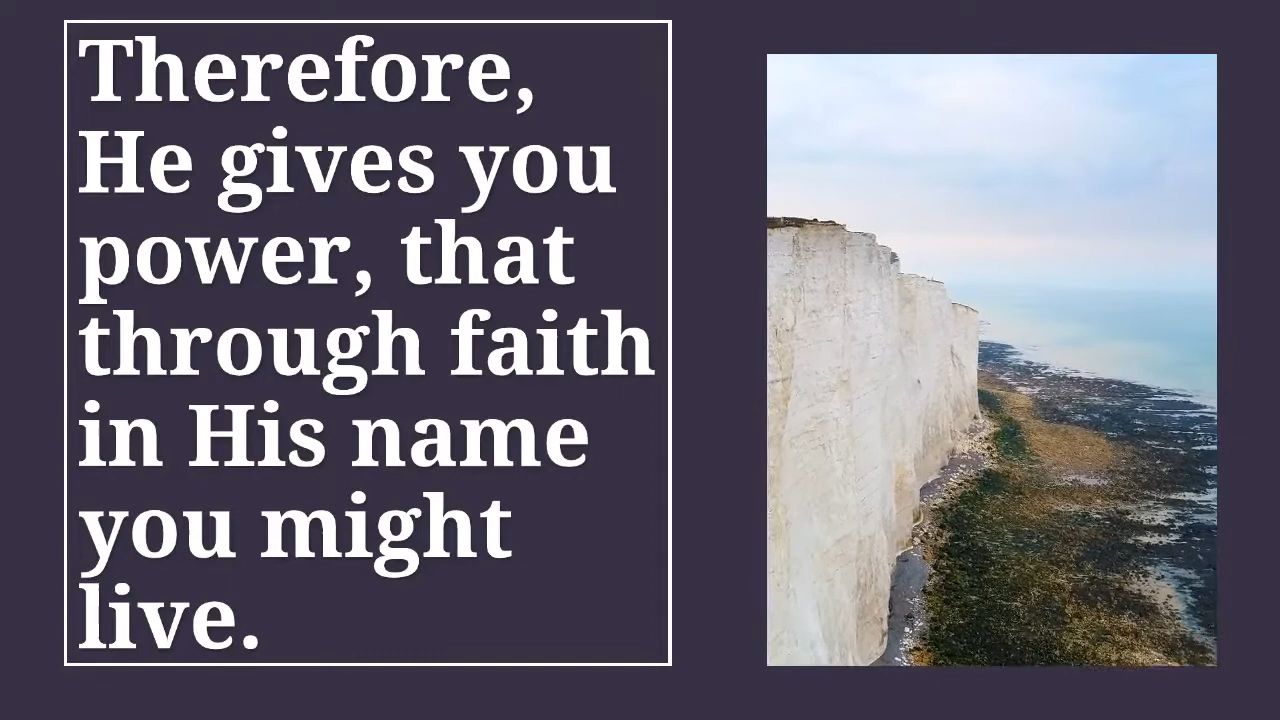 Therefore,
He gives you
power, that
through faith
in His name
you might
live.